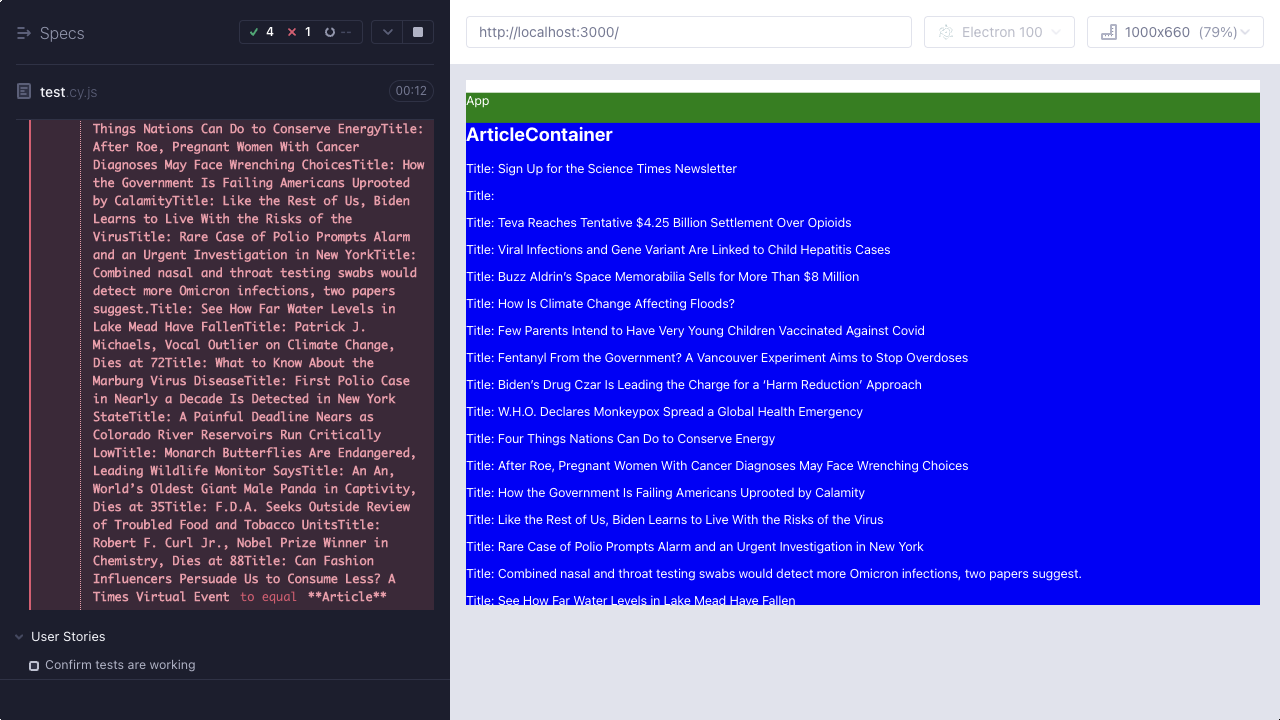 Specs
4
1
--
test.cy.js
00:12
Things Nations Can Do to Conserve EnergyTitle:
After Roe, Pregnant Women With Cancer
Diagnoses May Face Wrenching ChoicesTitle: How
the Government Is Failing Americans Uprooted
by CalamityTitle: Like the Rest of Us, Biden
Learns to Live With the Risks of the
VirusTitle: Rare Case of Polio Prompts Alarm
and an Urgent Investigation in New YorkTitle:
Combined nasal and throat testing swabs would
detect more Omicron infections, two papers
suggest.Title: See How Far Water Levels in
Lake Mead Have FallenTitle: Patrick J.
Michaels, Vocal Outlier on Climate Change,
Dies at 72Title: What to Know About the
Marburg Virus DiseaseTitle: First Polio Case
in Nearly a Decade Is Detected in New York
StateTitle: A Painful Deadline Nears as
Colorado River Reservoirs Run Critically
LowTitle: Monarch Butterflies Are Endangered,
Leading Wildlife Monitor SaysTitle: An An,
World’s Oldest Giant Male Panda in Captivity,
Dies at 35Title: F.D.A. Seeks Outside Review
of Troubled Food and Tobacco UnitsTitle:
Robert F. Curl Jr., Nobel Prize Winner in
Chemistry, Dies at 88Title: Can Fashion
Influencers Persuade Us to Consume Less? A
Times Virtual Event to equal **Article**
User Stories
Confirm tests are working
http://localhost:3000/
Electron 100
1000x660 (79%)
App
ArticleContainer
Title: Sign Up for the Science Times Newsletter
Title:
Title: Teva Reaches Tentative $4.25 Billion Settlement Over Opioids
Title: Viral Infections and Gene Variant Are Linked to Child Hepatitis Cases
Title: Buzz Aldrin’s Space Memorabilia Sells for More Than $8 Million
Title: How Is Climate Change Affecting Floods?
Title: Few Parents Intend to Have Very Young Children Vaccinated Against Covid
Title: Fentanyl From the Government? A Vancouver Experiment Aims to Stop Overdoses
Title: Biden’s Drug Czar Is Leading the Charge for a ‘Harm Reduction’ Approach
Title: W.H.O. Declares Monkeypox Spread a Global Health Emergency
Title: Four Things Nations Can Do to Conserve Energy
Title: After Roe, Pregnant Women With Cancer Diagnoses May Face Wrenching Choices
Title: How the Government Is Failing Americans Uprooted by Calamity
Title: Like the Rest of Us, Biden Learns to Live With the Risks of the Virus
Title: Rare Case of Polio Prompts Alarm and an Urgent Investigation in New York
Title: Combined nasal and throat testing swabs would detect more Omicron infections, two papers suggest.
Title: See How Far Water Levels in Lake Mead Have Fallen